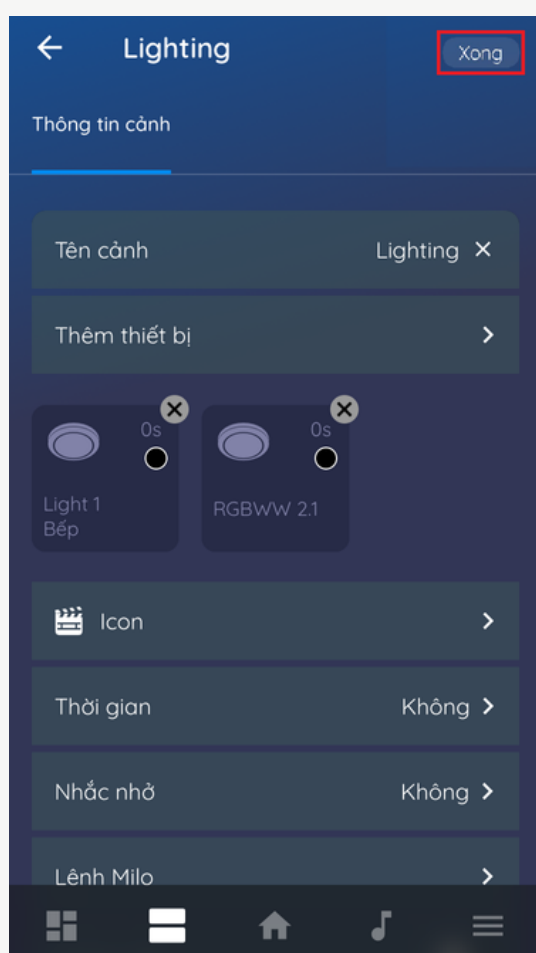 Lighting
Xong
Thông tin cảnh
Tên cảnh
Lighting
Thêm thiết bị
0s
0s
Light 1
Bếp
RGBWW 2.1
Icon
Thời gian
Không
Nhắc nhở
Không
Lênh Milo